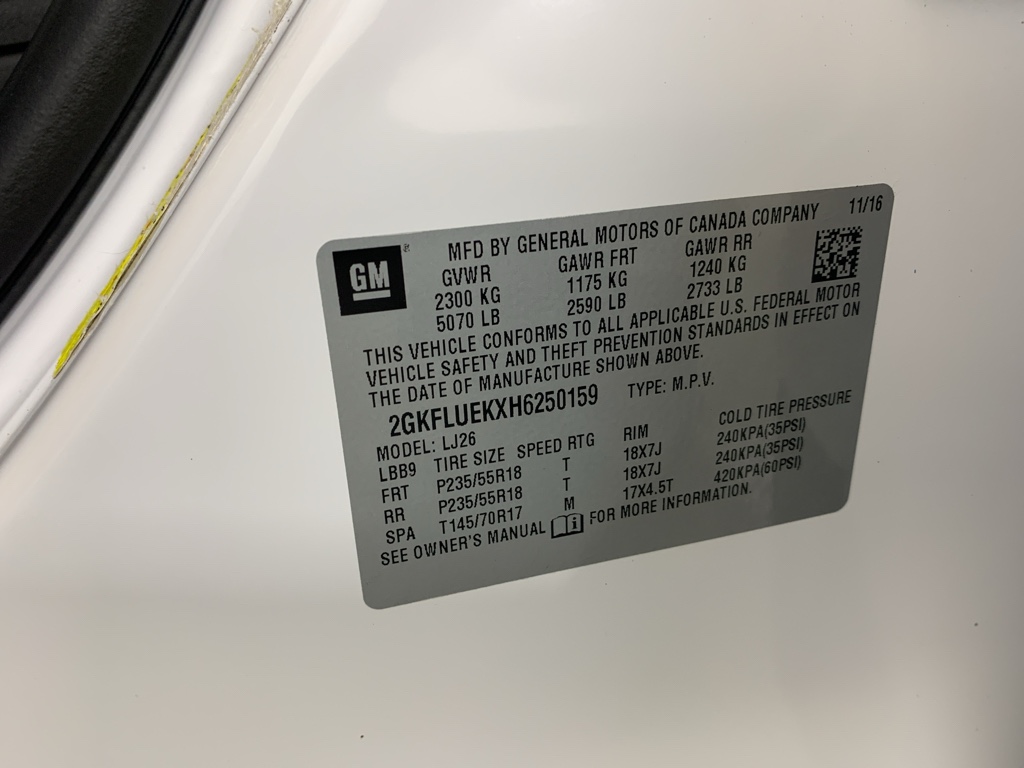 GM
MFD BY GENERAL MOTORS OF CANADA COMPANY 11/16
GVWR GAWR FRT GAWR RR
2300 KG 1175 KG 1240 KG
5070 LB 2590 LB 2733 LB
THIS VEHICLE CONFORMS TO ALL APPLICABLE U.S. FEDERAL MOTOR
VEHICLE SAFETY AND THEFT PREVENTION STANDARDS IN EFFECT ON
THE DATE OF MANUFACTURE SHOWN ABOVE.
2GKFLUEKXH6250159 TYPE: M.P.V.
MODEL: LJ26
LBB9 TIRE SIZE SPEED RTG RIM COLD TIRE PRESSURE
FRT P235/55R18 T 18X7J 240KPA(35PSI)
RR P235/55R18 T 18X7J 240KPA(35PSI)
SPA T145/70R17 M 17X4.5T 420KPA(60PSI)
SEE OWNER'S MANUAL FOR MORE INFORMATION.